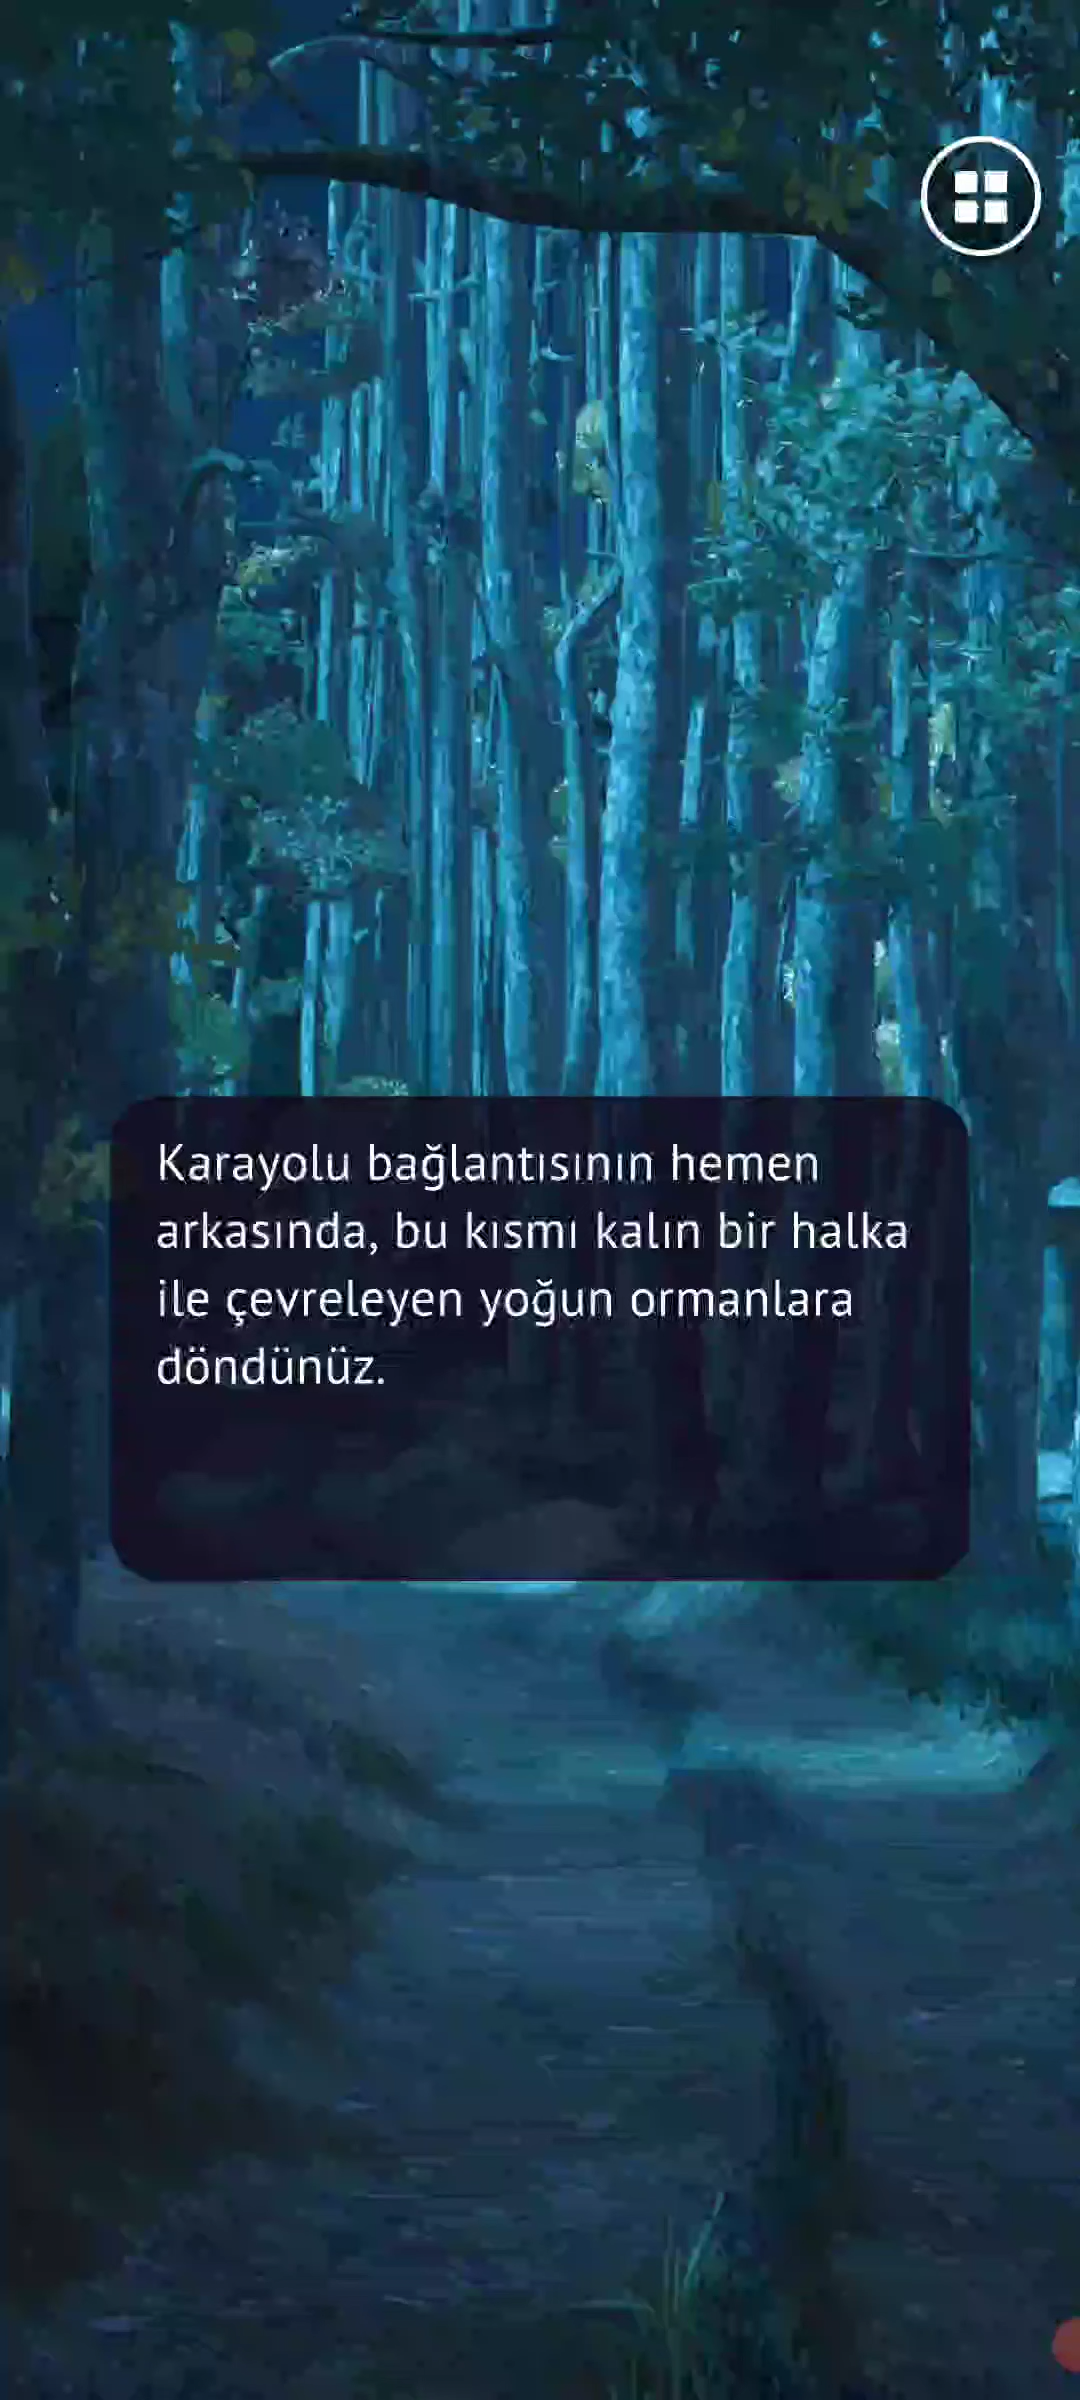 Karayolu bağlantısının hemen
arkasında, bu kısmı kalın bir halka
ile çevreleyen yoğun ormanlara
döndünüz.